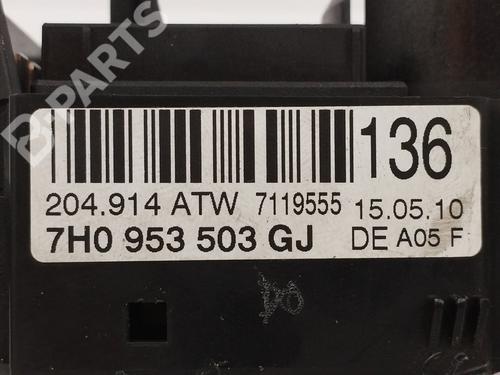 B-PARTS
136
204.914 ATW 7119555 15.05.10
7H0 953 503 GJ DE A05 F